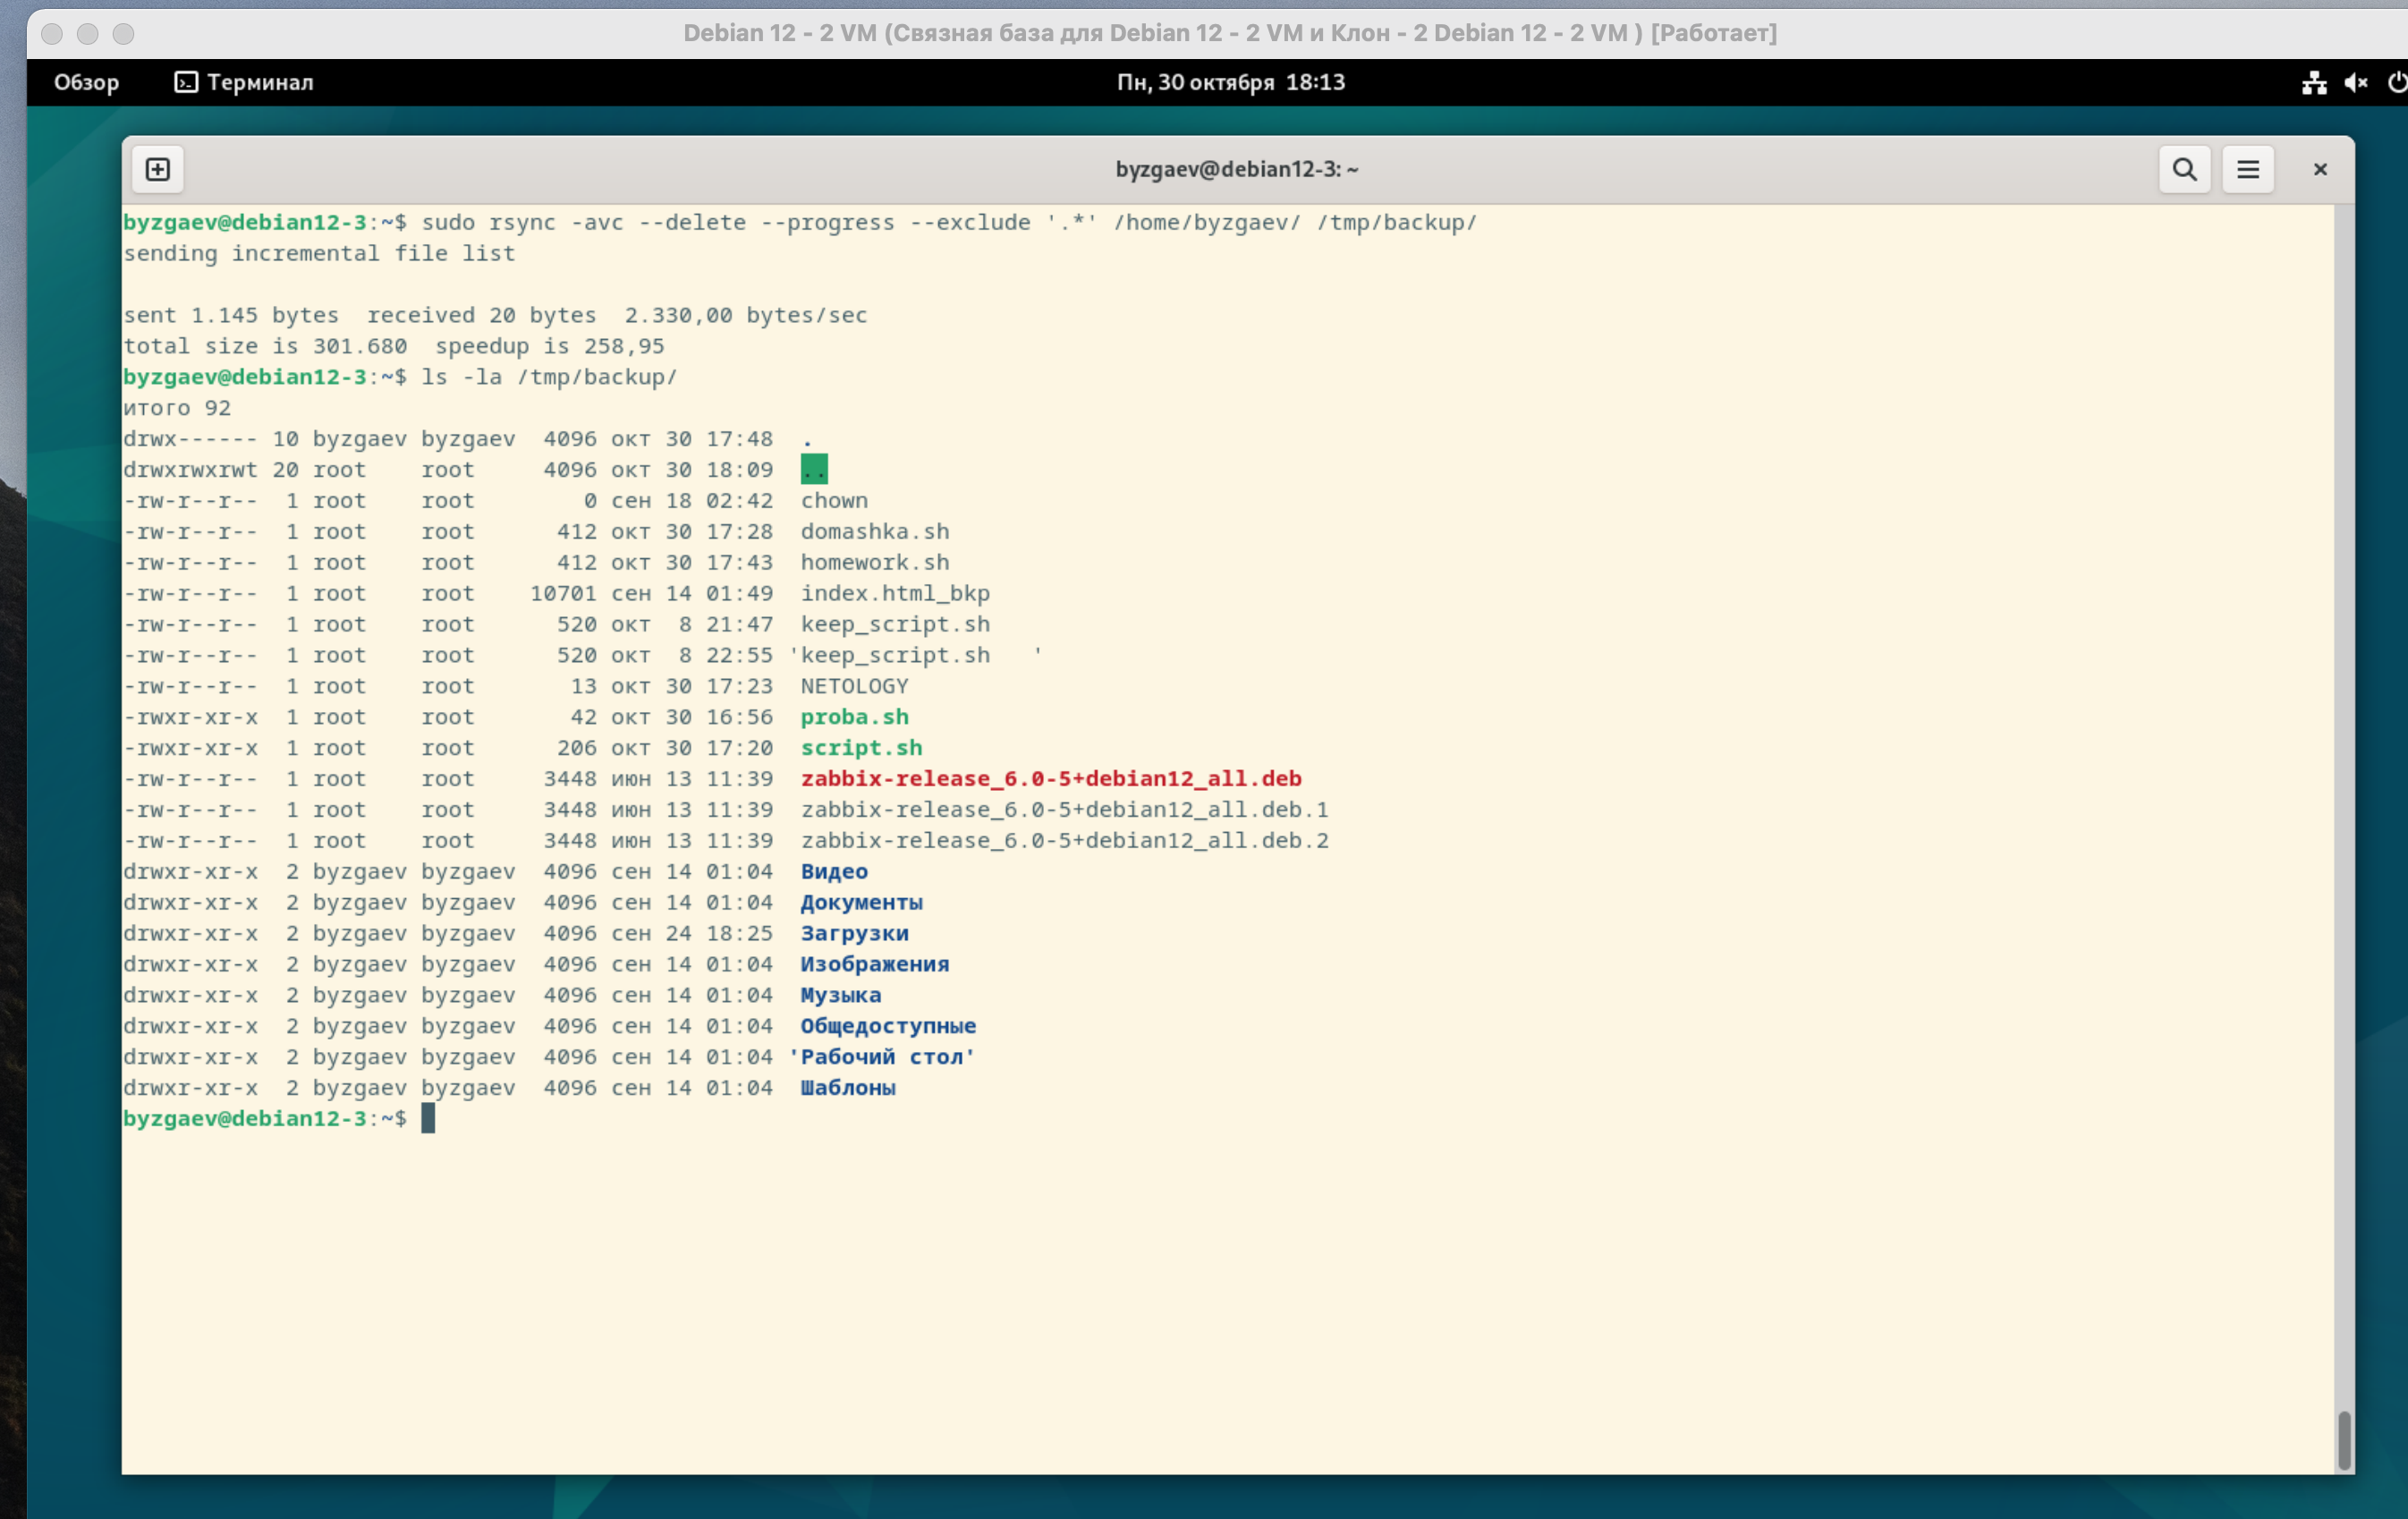 Debian 12 - 2 VM (Связная база для Debian 12 - 2 VM и Клон - 2 Debian 12 - 2 VM ) [Работает]
Обзор Терминал Пн, 30 октября 18:13
byzgaev@debian12-3: ~
byzgaev@debian12-3:~$ sudo rsync -avc --delete --progress --exclude '.*' /home/byzgaev/ /tmp/backup/
sending incremental file list
sent 1.145 bytes  received 20 bytes  2.330,00 bytes/sec
total size is 301.680  speedup is 258,95
byzgaev@debian12-3:~$ ls -la /tmp/backup/
итого 92
drwx------ 10 byzgaev byzgaev  4096 окт 30 17:48  .
drwxrwxrwt 20 root    root     4096 окт 30 18:09  ..
-rw-r--r--  1 root    root        0 сен 18 02:42  chown
-rw-r--r--  1 root    root      412 окт 30 17:28  domashka.sh
-rw-r--r--  1 root    root      412 окт 30 17:43  homework.sh
-rw-r--r--  1 root    root    10701 сен 14 01:49  index.html_bkp
-rw-r--r--  1 root    root      520 окт  8 21:47  keep_script.sh
-rw-r--r--  1 root    root      520 окт  8 22:55 'keep_script.sh   '
-rw-r--r--  1 root    root       13 окт 30 17:23  NETOLOGY
-rwxr-xr-x  1 root    root       42 окт 30 16:56  proba.sh
-rwxr-xr-x  1 root    root      206 окт 30 17:20  script.sh
-rw-r--r--  1 root    root     3448 июн 13 11:39  zabbix-release_6.0-5+debian12_all.deb
-rw-r--r--  1 root    root     3448 июн 13 11:39  zabbix-release_6.0-5+debian12_all.deb.1
-rw-r--r--  1 root    root     3448 июн 13 11:39  zabbix-release_6.0-5+debian12_all.deb.2
drwxr-xr-x  2 byzgaev byzgaev  4096 сен 14 01:04  Видео
drwxr-xr-x  2 byzgaev byzgaev  4096 сен 14 01:04  Документы
drwxr-xr-x  2 byzgaev byzgaev  4096 сен 24 18:25  Загрузки
drwxr-xr-x  2 byzgaev byzgaev  4096 сен 14 01:04  Изображения
drwxr-xr-x  2 byzgaev byzgaev  4096 сен 14 01:04  Музыка
drwxr-xr-x  2 byzgaev byzgaev  4096 сен 14 01:04  Общедоступные
drwxr-xr-x  2 byzgaev byzgaev  4096 сен 14 01:04 'Рабочий стол'
drwxr-xr-x  2 byzgaev byzgaev  4096 сен 14 01:04  Шаблоны
byzgaev@debian12-3:~$